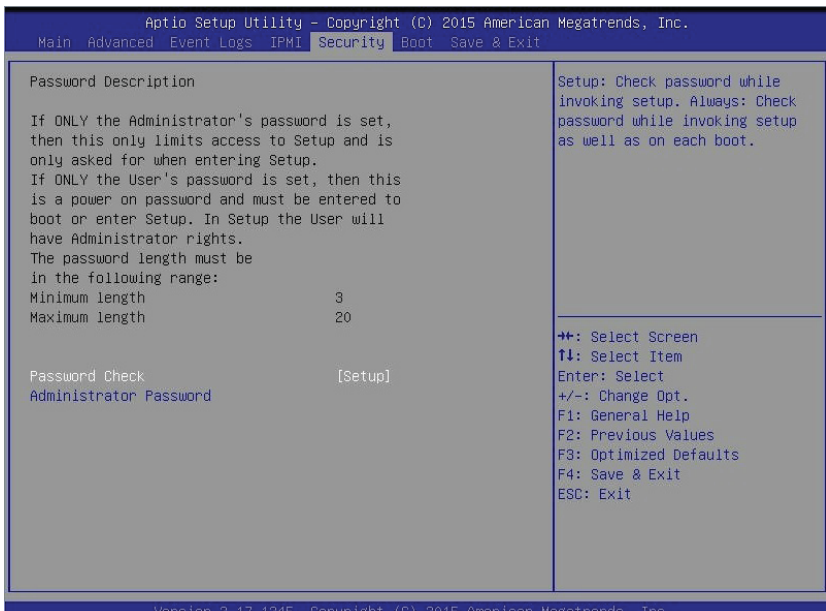 Aptio Setup Utility – Copyright (C) 2015 American Megatrends, Inc.
Main Advanced Event Logs IPMI Security Boot Save & Exit
Password Description
If ONLY the Administrator's password is set,
then this only limits access to Setup and is
only asked for when entering Setup.
If ONLY the User's password is set, then this
is a power on password and must be entered to
boot or enter Setup. In Setup the User will
have Administrator rights.
The password length must be
in the following range:
Minimum length 3
Maximum length 20
Password Check [Setup]
Administrator Password
Setup: Check password while
invoking setup. Always: Check
password while invoking setup
as well as on each boot.
→←: Select Screen
↑↓: Select Item
Enter: Select
+/-: Change Opt.
F1: General Help
F2: Previous Values
F3: Optimized Defaults
F4: Save & Exit
ESC: Exit
Version 2.17.1245. Copyright (C) 2015 American Megatrends, Inc.